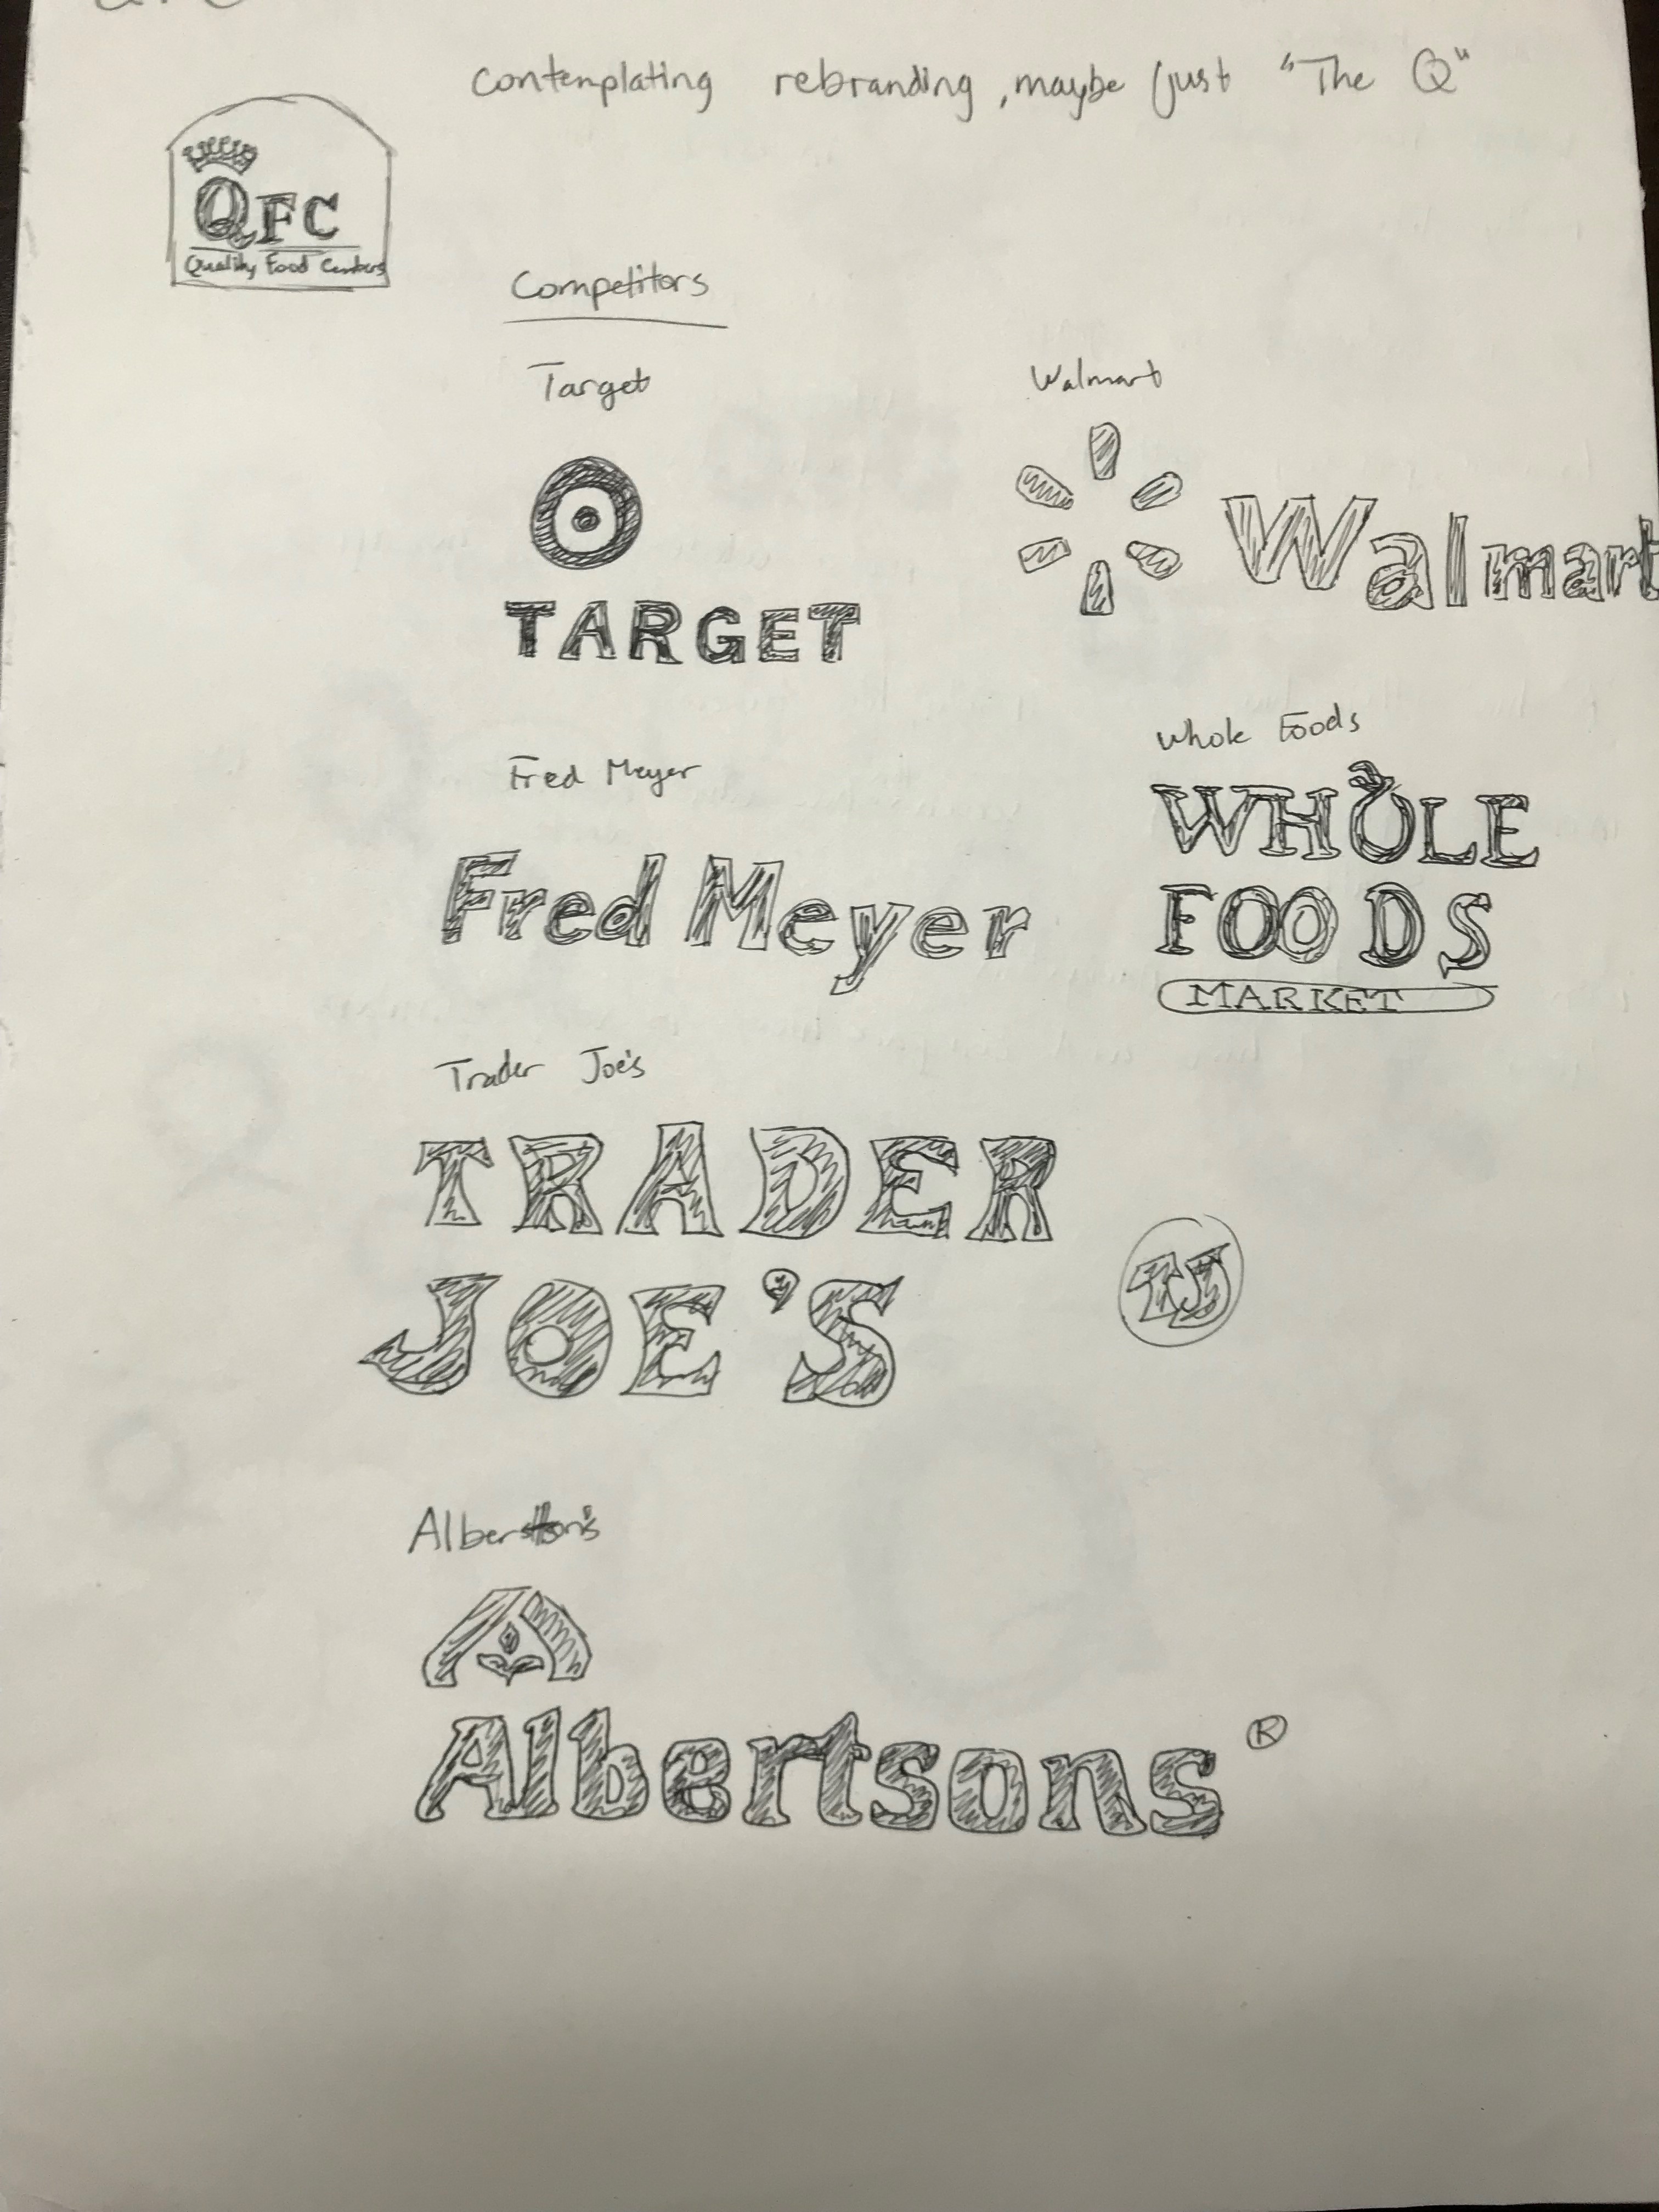 Contemplating rebranding, maybe just "The Q"
QFC
Quality Food Centers
Competitors
Target
Walmart
TARGET
Walmart
Fred Meyer
Whole Foods
Fred Meyer
WHOLE
FOODS
MARKET
Trader Joe's
TRADER
JOE'S
TJ
Albertsons ®